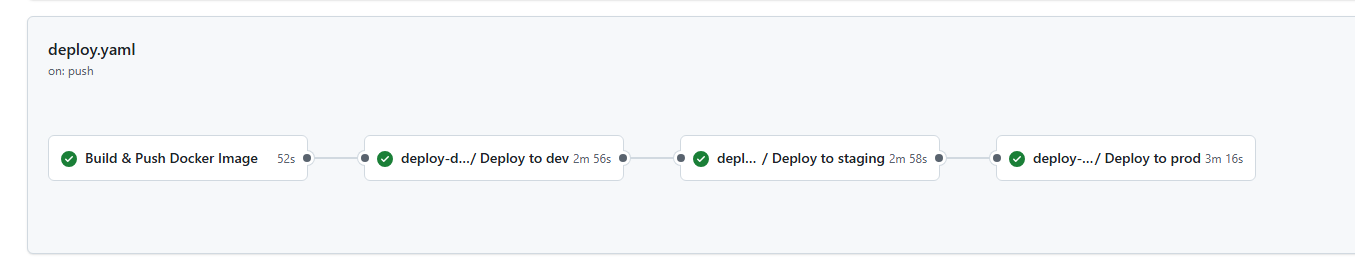 deploy.yaml
on: push
Build & Push Docker Image 52s
deploy-d.../ Deploy to dev 2m 56s
depl... / Deploy to staging 2m 58s
deploy-.../ Deploy to prod 3m 16s